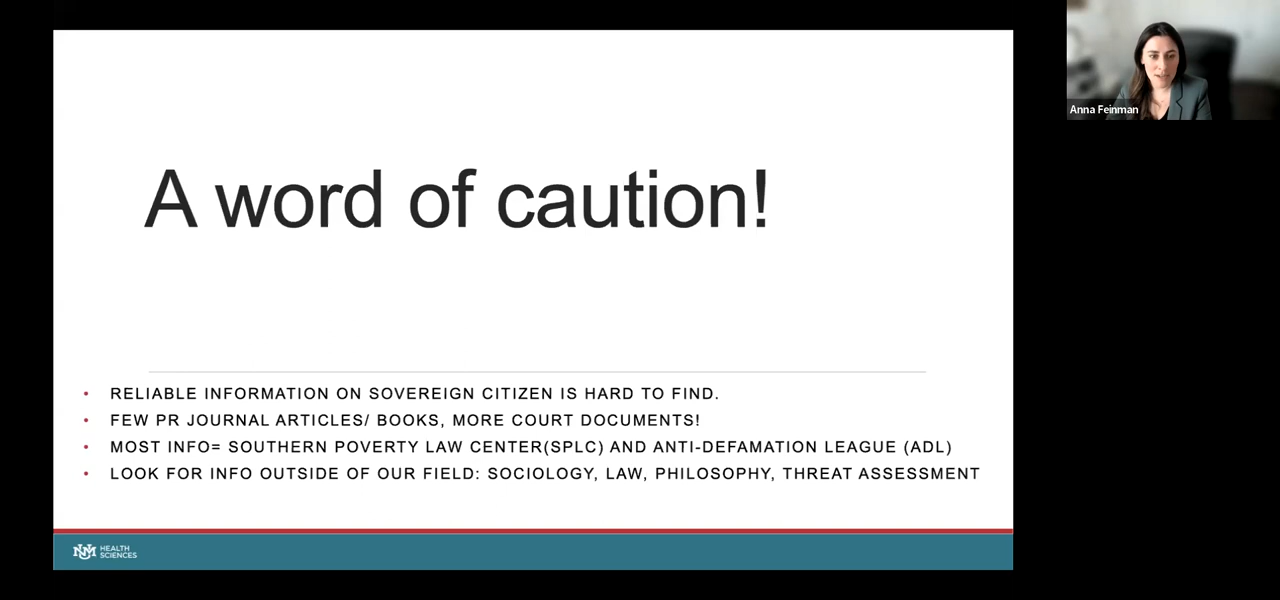 Anna Feinman
A word of caution!
• RELIABLE INFORMATION ON SOVEREIGN CITIZEN IS HARD TO FIND.
• FEW PR JOURNAL ARTICLES/ BOOKS, MORE COURT DOCUMENTS!
• MOST INFO= SOUTHERN POVERTY LAW CENTER(SPLC) AND ANTI-DEFAMATION LEAGUE (ADL)
• LOOK FOR INFO OUTSIDE OF OUR FIELD: SOCIOLOGY, LAW, PHILOSOPHY, THREAT ASSESSMENT
UNM HEALTH
SCIENCES